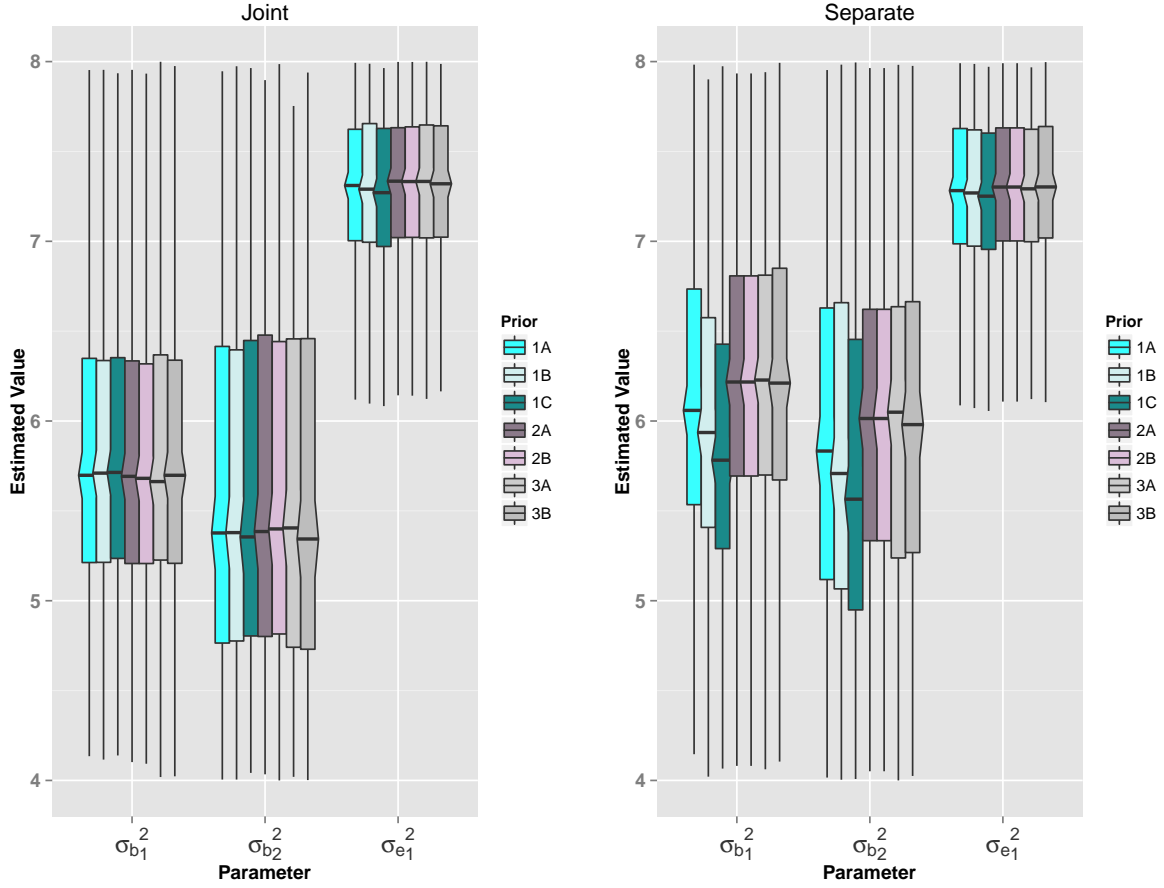 Joint
Estimated Value
8
7
6
5
4
σb1² σb2² σe1²
Parameter
Prior
1A
1B
1C
2A
2B
3A
3B
Separate
Estimated Value
8
7
6
5
4
σb1² σb2² σe1²
Parameter
Prior
1A
1B
1C
2A
2B
3A
3B